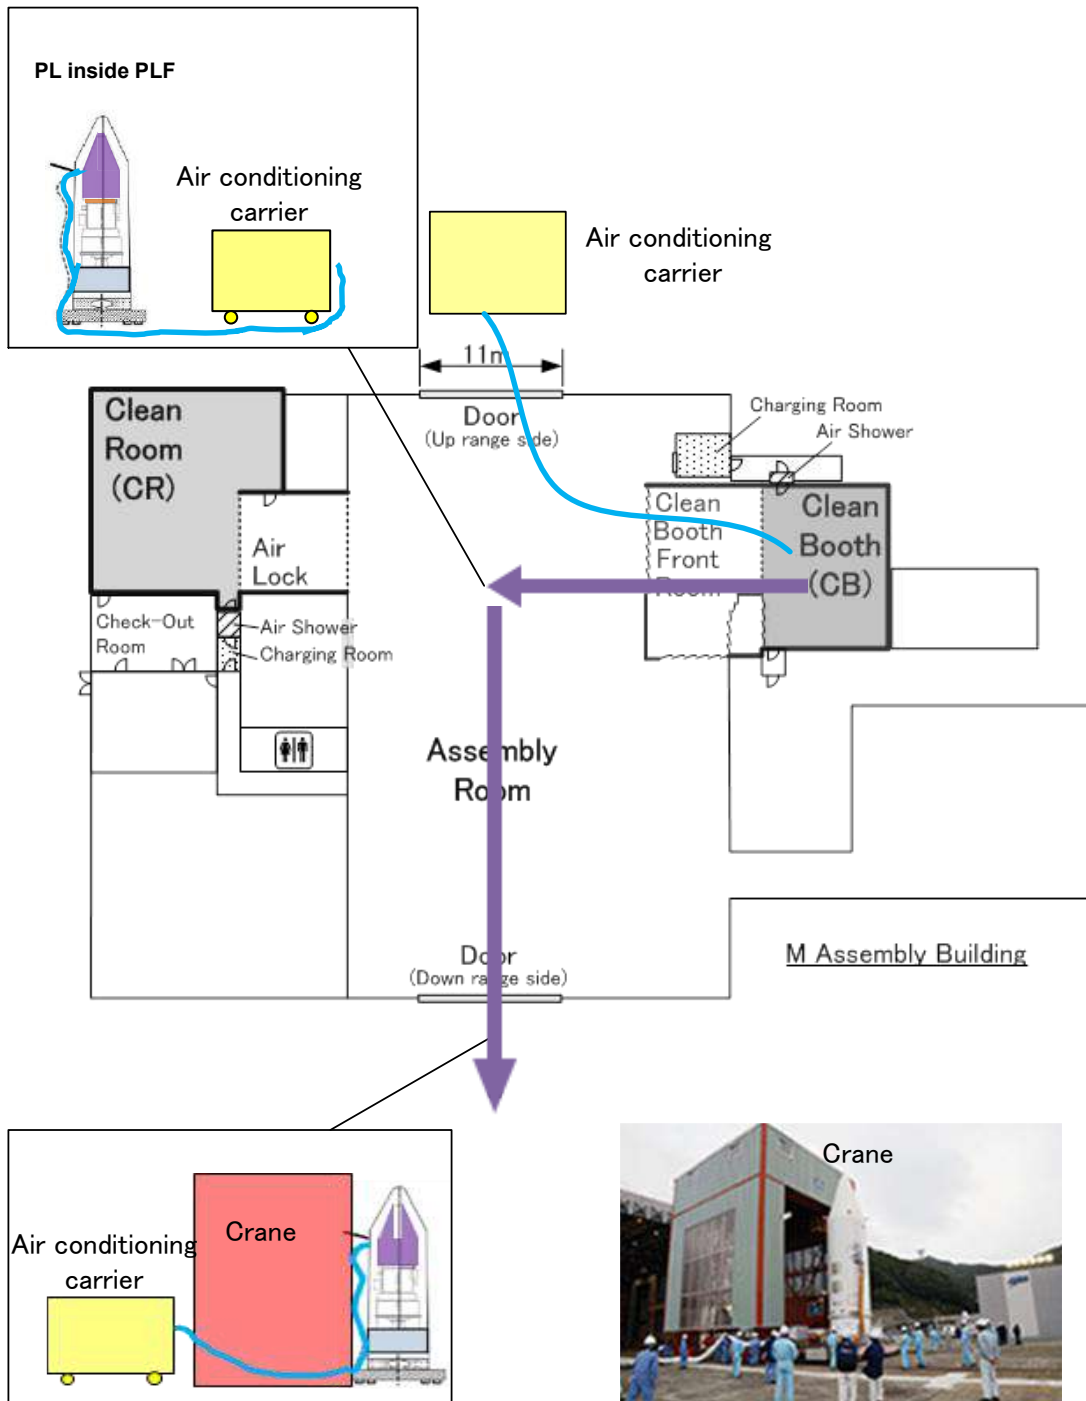 PL inside PLF
Air conditioning
carrier
Air conditioning
carrier
11m
Door
(Up range side)
Clean
Room
(CR)
Charging Room
Air Shower
Clean
Booth
Front
Room
Clean
Booth
(CB)
Air
Lock
Check-Out
Room
Air Shower
Charging Room
Assembly
Room
Door
(Down range side)
M Assembly Building
Air conditioning
carrier
Crane
Crane